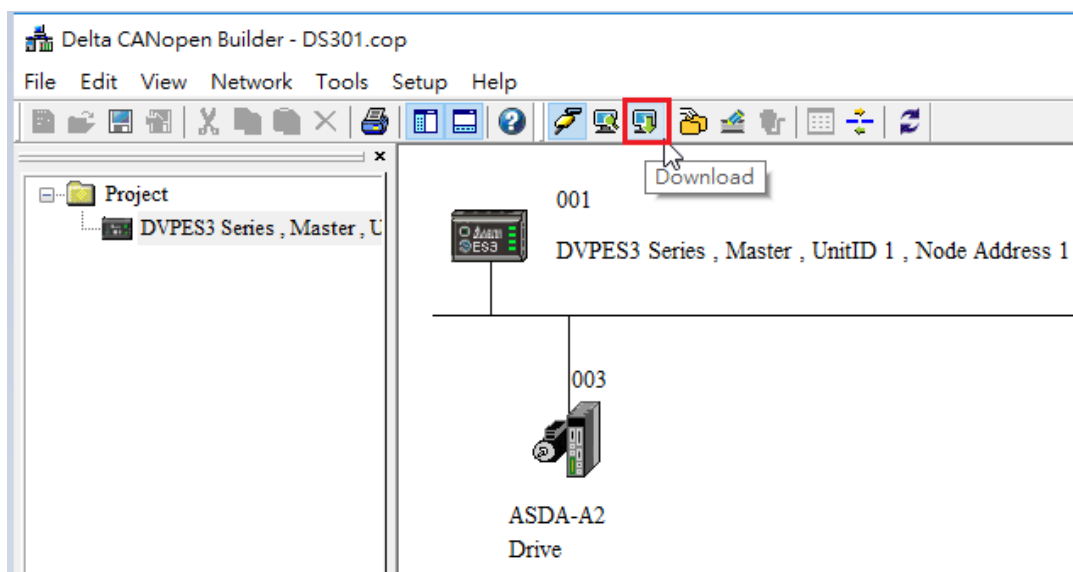 Delta CANopen Builder - DS301.cop
File Edit View Network Tools Setup Help
Download
Project
DVPES3 Series , Master , U
001
ES3
DVPES3 Series , Master , UnitID 1 , Node Address 1
003
ASDA-A2
Drive